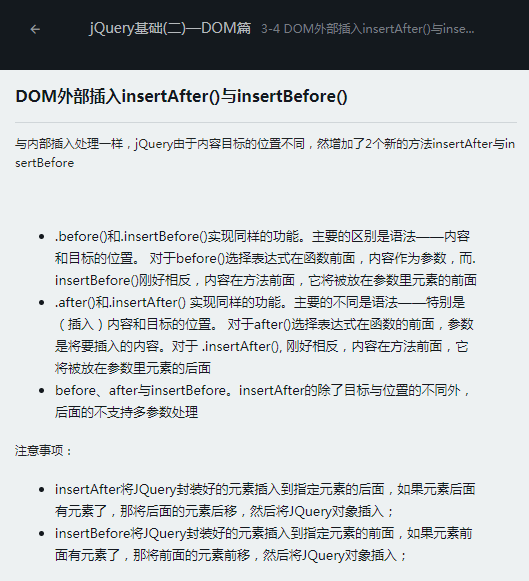 ← jQuery基础(二)—DOM篇 3-4 DOM外部插入insertAfter()与inse...
DOM外部插入insertAfter()与insertBefore()
与内部插入处理一样，jQuery由于内容目标的位置不同，然增加了2个新的方法insertAfter与in
sertBefore
• .before()和.insertBefore()实现同样的功能。主要的区别是语法——内容
和目标的位置。 对于before()选择表达式在函数前面，内容作为参数，而.
insertBefore()刚好相反，内容在方法前面，它将被放在参数里元素的前面
• .after()和.insertAfter() 实现同样的功能。主要的不同是语法——特别是
（插入）内容和目标的位置。 对于after()选择表达式在函数的前面，参数
是将要插入的内容。对于 .insertAfter(), 刚好相反，内容在方法前面，它
将被放在参数里元素的后面
• before、after与insertBefore。insertAfter的除了目标与位置的不同外，
后面的不支持多参数处理
注意事项：
• insertAfter将JQuery封装好的元素插入到指定元素的后面，如果元素后面
有元素了，那将后面的元素后移，然后将JQuery对象插入；
• insertBefore将JQuery封装好的元素插入到指定元素的前面，如果元素前
面有元素了，那将前面的元素前移，然后将JQuery对象插入；